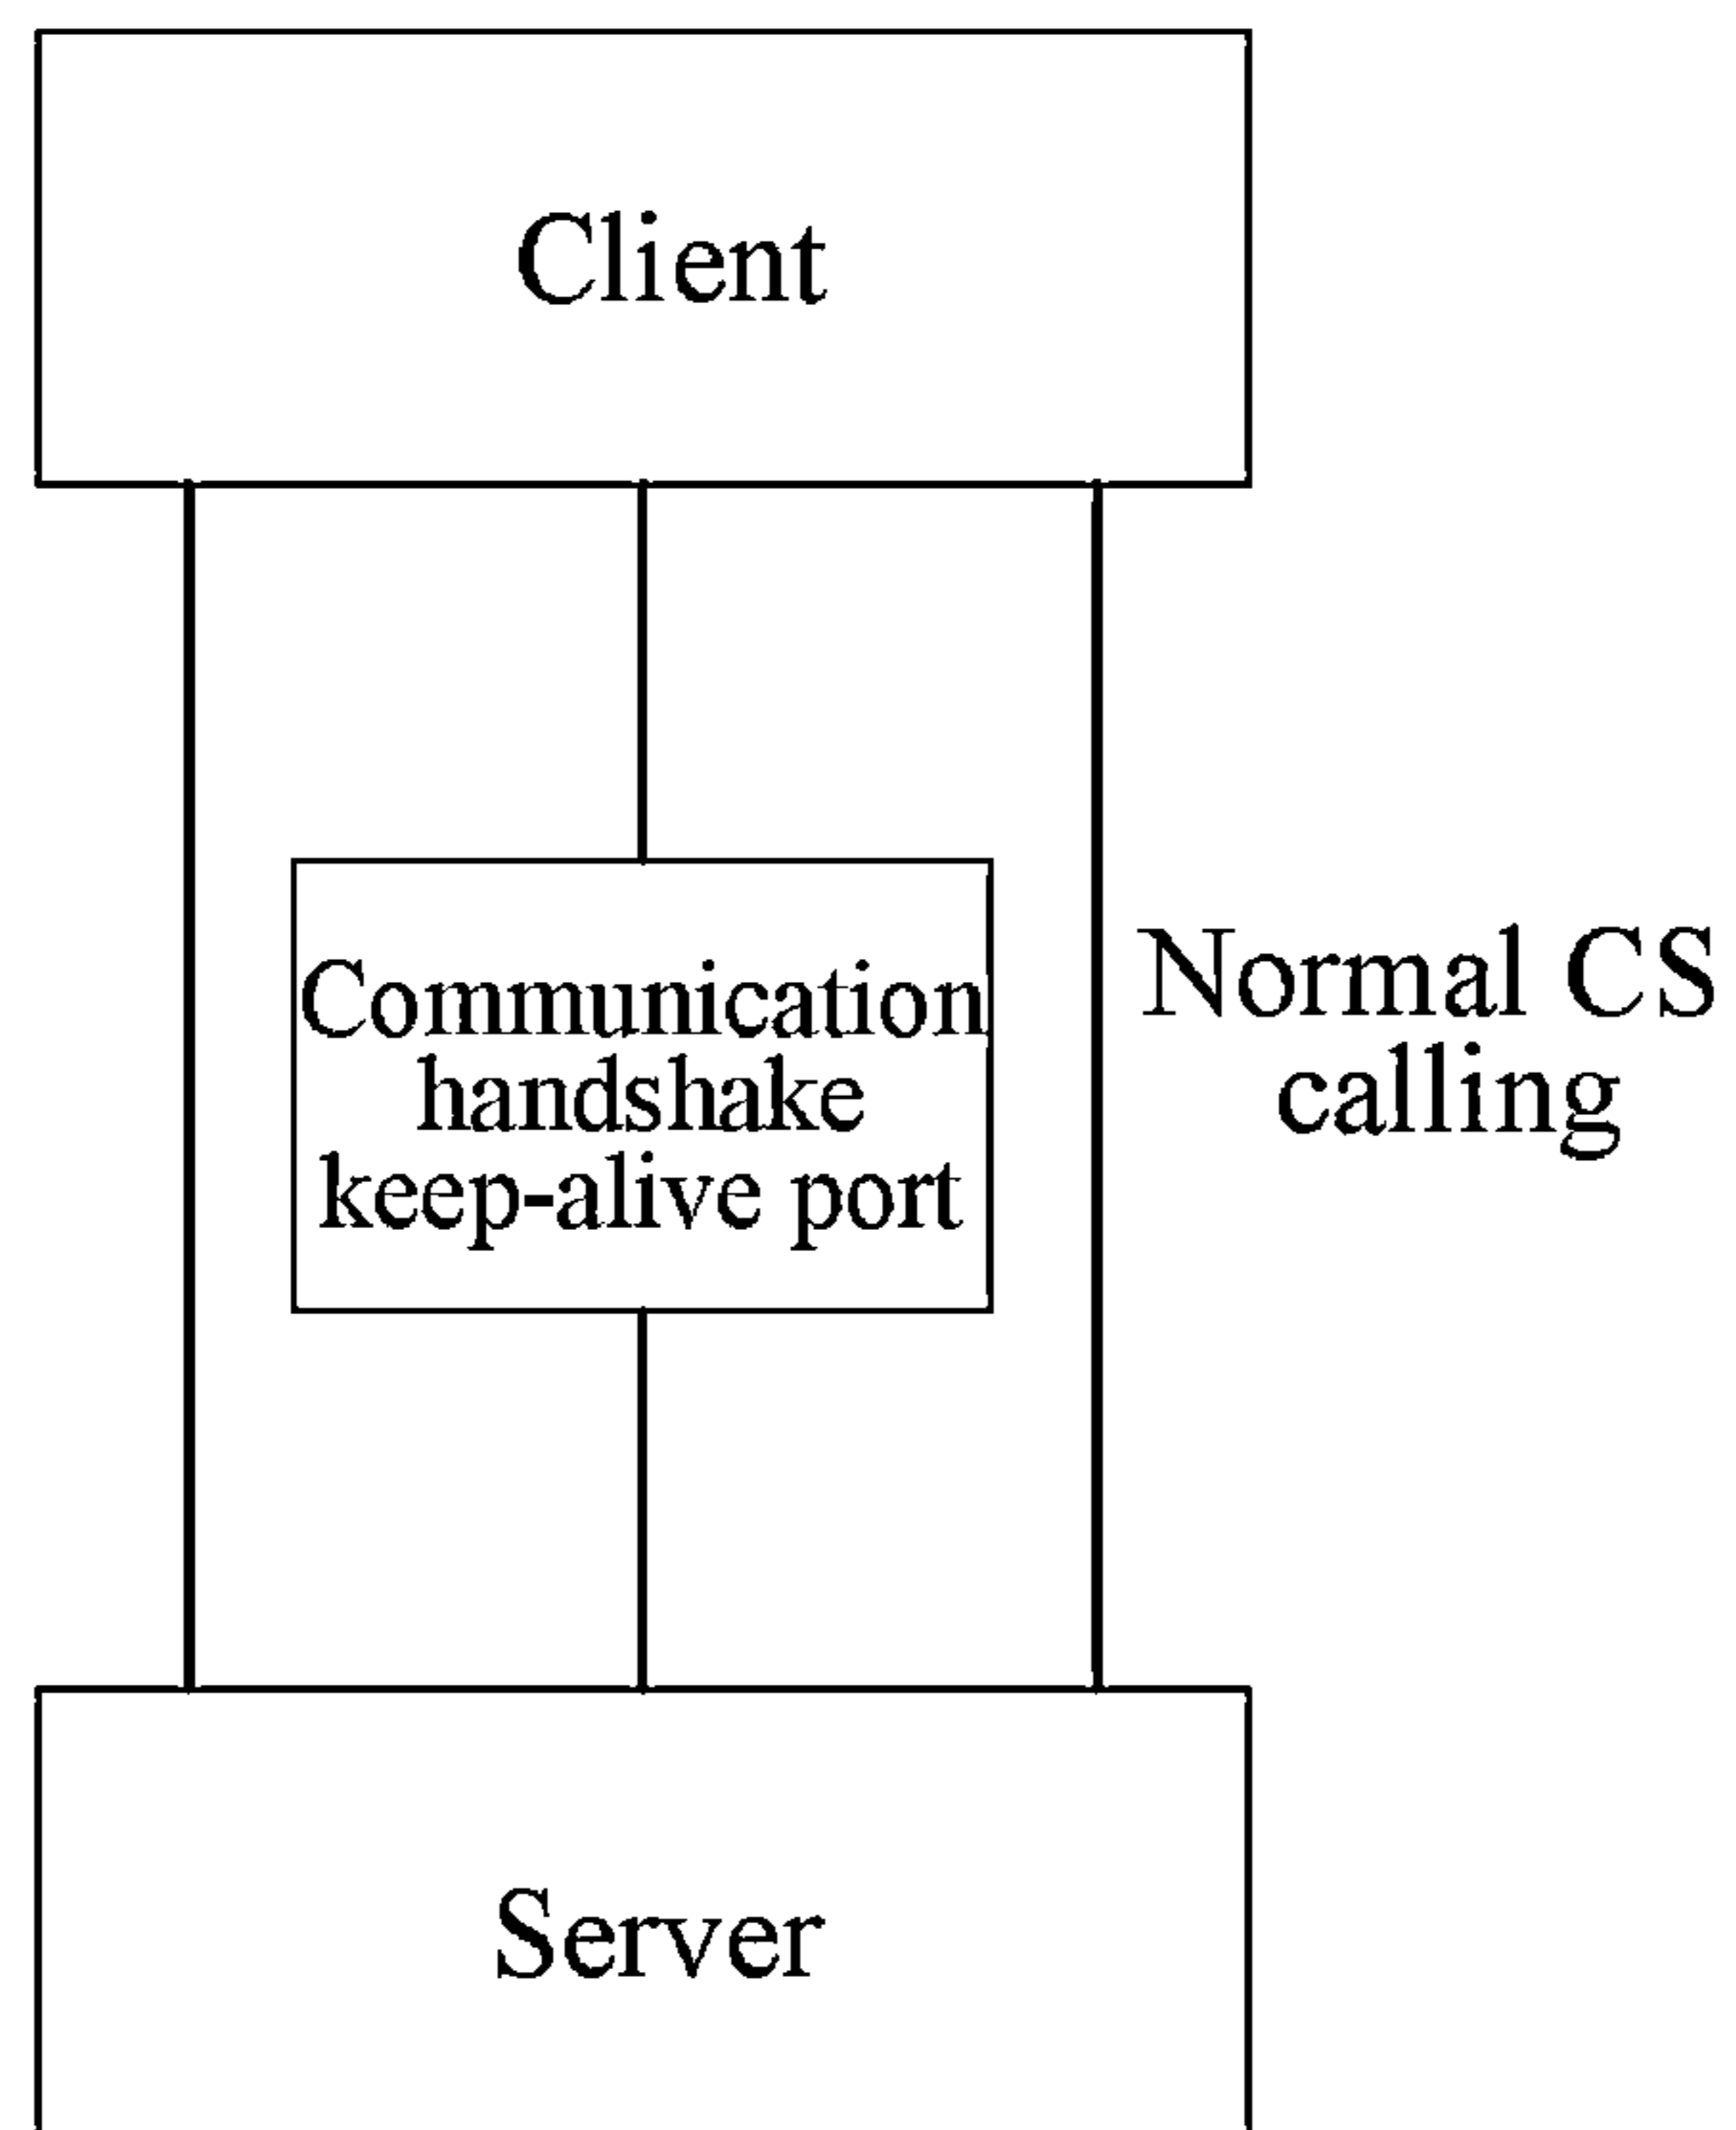 Client
Communication
handshake
keep-alive port
Normal CS
calling
Server